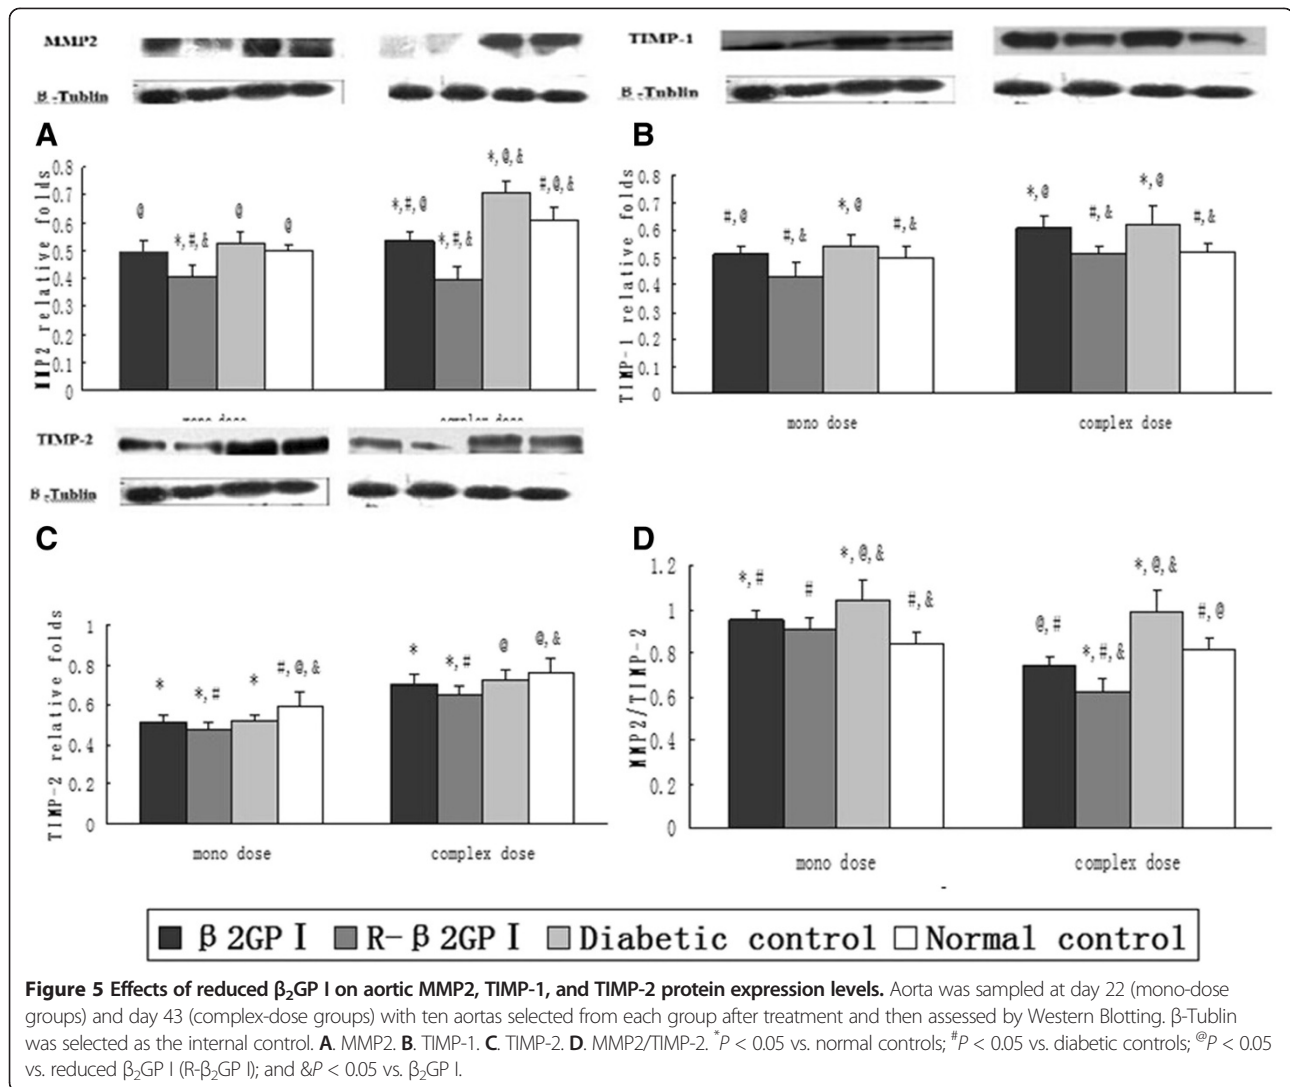 MMP2
β-Tublin
TIMP-1
β-Tublin
A
MMP2 relative folds
0.8
0.7
0.6
0.5
0.4
0.3
0.2
0.1
0
@
*,#,&
@
@
*,#,@
*,#,&
*,@,&
#,@,&
mono dose
complex dose
B
TIMP-1 relative folds
0.8
0.7
0.6
0.5
0.4
0.3
0.2
0.1
0
#,@
#,&
*,@
#,&
*,@
#,&
*,@
#,&
mono dose
complex dose
TIMP-2
β-Tublin
C
TIMP-2 relative folds
1
0.8
0.6
0.4
0.2
0
*
*,#
*
#,@,&
*
*,#
@
@,&
mono dose
complex dose
D
MMP2/TIMP-2
1.2
1
0.8
0.6
0.4
0.2
0
*,#
#
*,@,&
#,&
@,#
*,#,&
*,@,&
#,@
mono dose
complex dose
β2GPⅠ R-β2GPⅠ Diabetic control Normal control
Figure 5 Effects of reduced β₂GP I on aortic MMP2, TIMP-1, and TIMP-2 protein expression levels. Aorta was sampled at day 22 (mono-dose
groups) and day 43 (complex-dose groups) with ten aortas selected from each group after treatment and then assessed by Western Blotting. β-Tublin
was selected as the internal control. A. MMP2. B. TIMP-1. C. TIMP-2. D. MMP2/TIMP-2. *P < 0.05 vs. normal controls; #P < 0.05 vs. diabetic controls; @P < 0.05
vs. reduced β₂GP I (R-β₂GP I); and &P < 0.05 vs. β₂GP I.